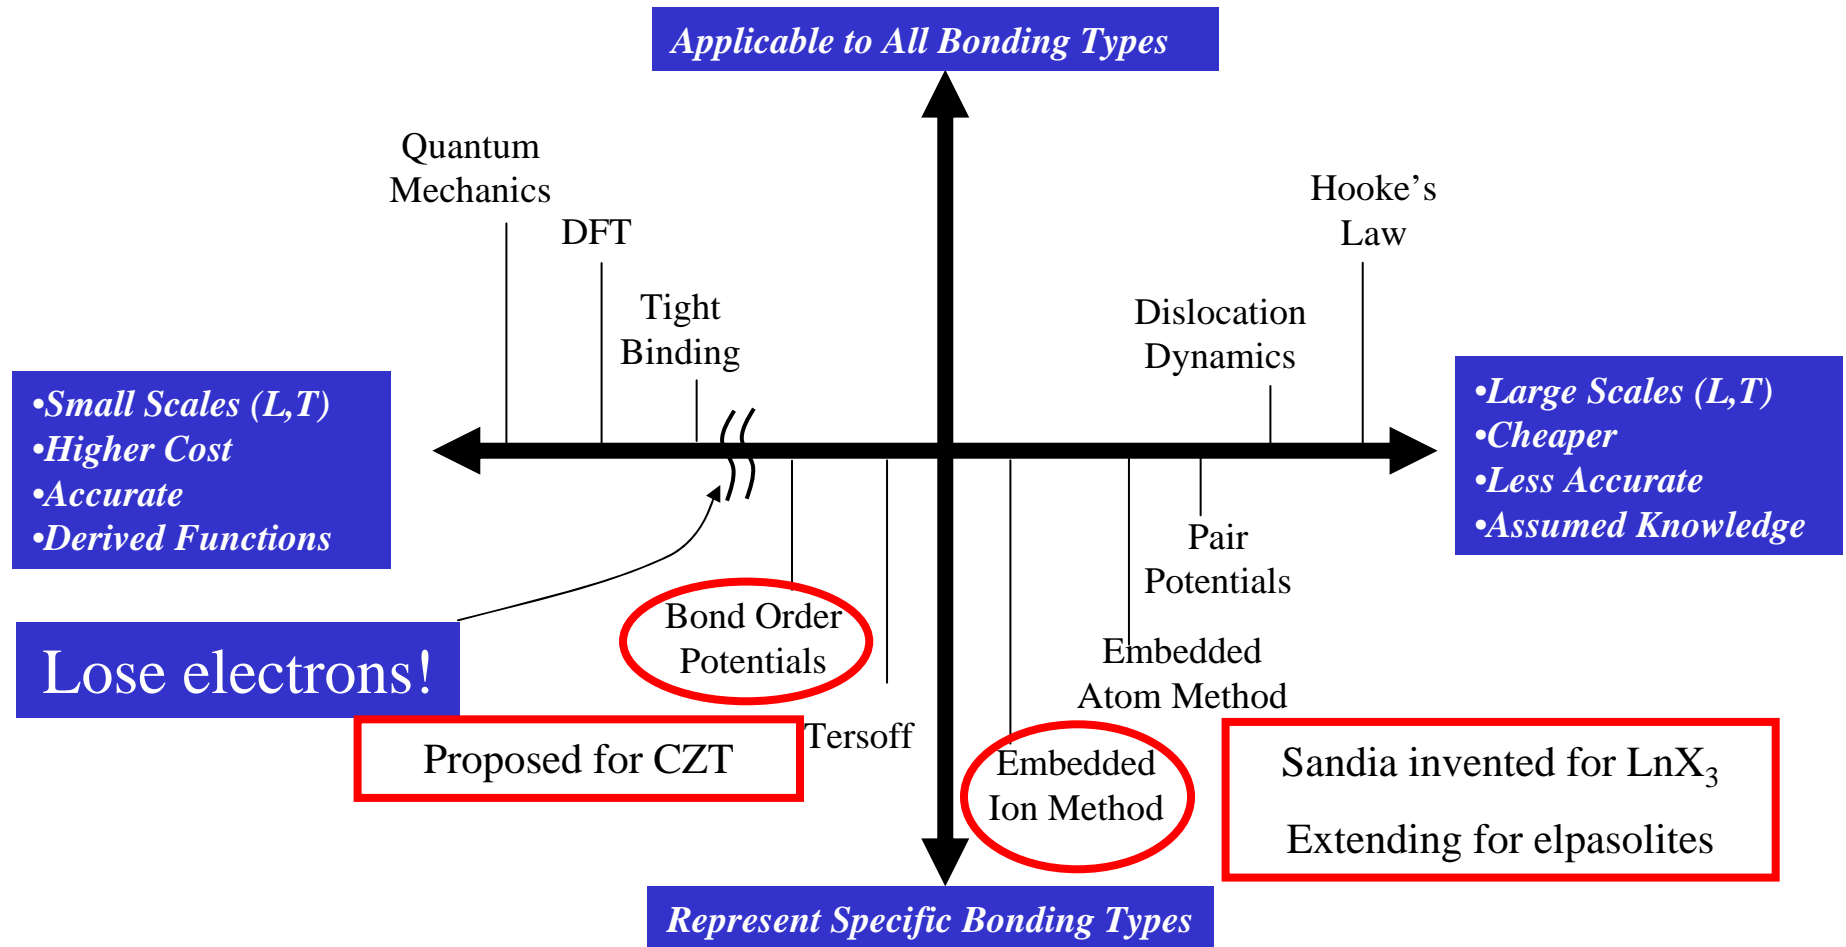 Applicable to All Bonding Types
Quantum
Mechanics
DFT
Tight
Binding
Hooke’s
Law
Dislocation
Dynamics
•Small Scales (L,T)
•Higher Cost
•Accurate
•Derived Functions
•Large Scales (L,T)
•Cheaper
•Less Accurate
•Assumed Knowledge
Lose electrons!
Bond Order
Potentials
Tersoff
Pair
Potentials
Embedded
Atom Method
Embedded
Ion Method
Proposed for CZT
Sandia invented for LnX₃
Extending for elpasolites
Represent Specific Bonding Types